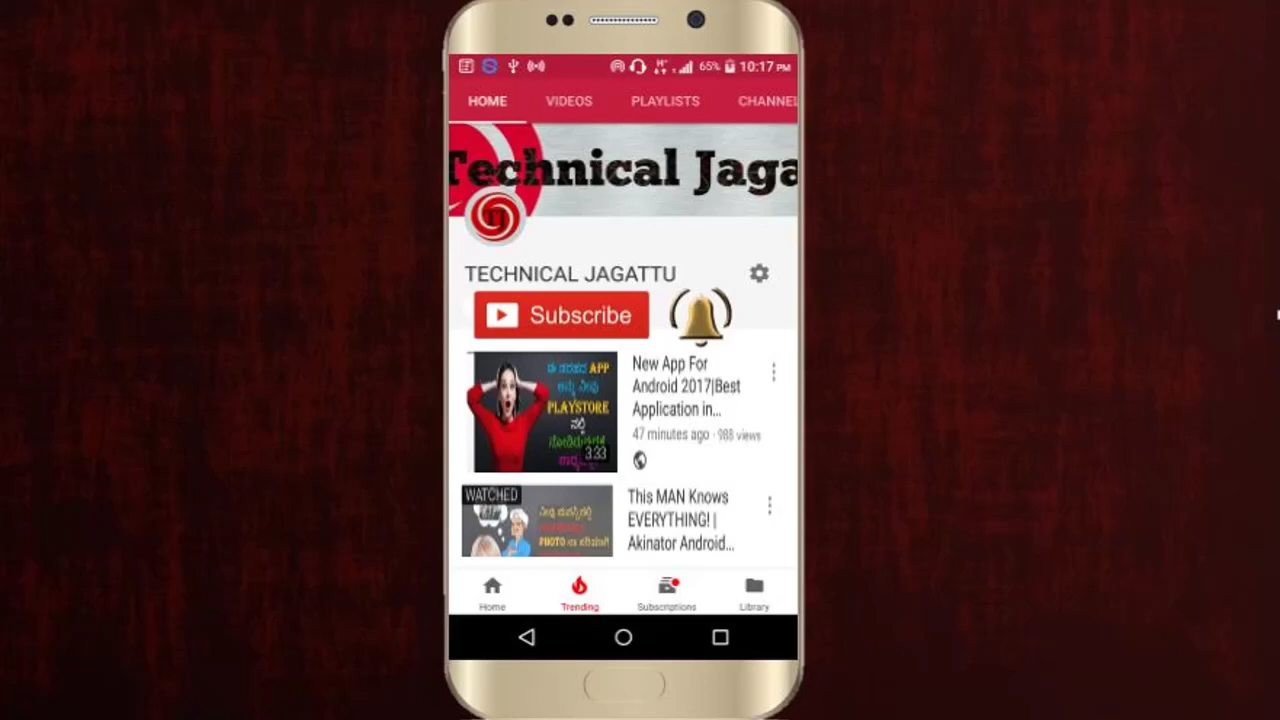 65% 10:17 PM
HOME VIDEOS PLAYLISTS CHANNEL
Technical Jaga
TECHNICAL JAGATTU
Subscribe
ಈ ತರಹದ APP
PLAYSTORE
ನಲ್ಲಿ
3:33
New App For
Android 2017|Best
Application in...
47 minutes ago · 988 views
WATCHED
PHOTO
This MAN Knows
EVERYTHING! |
Akinator Android...
Home Trending Subscriptions Library